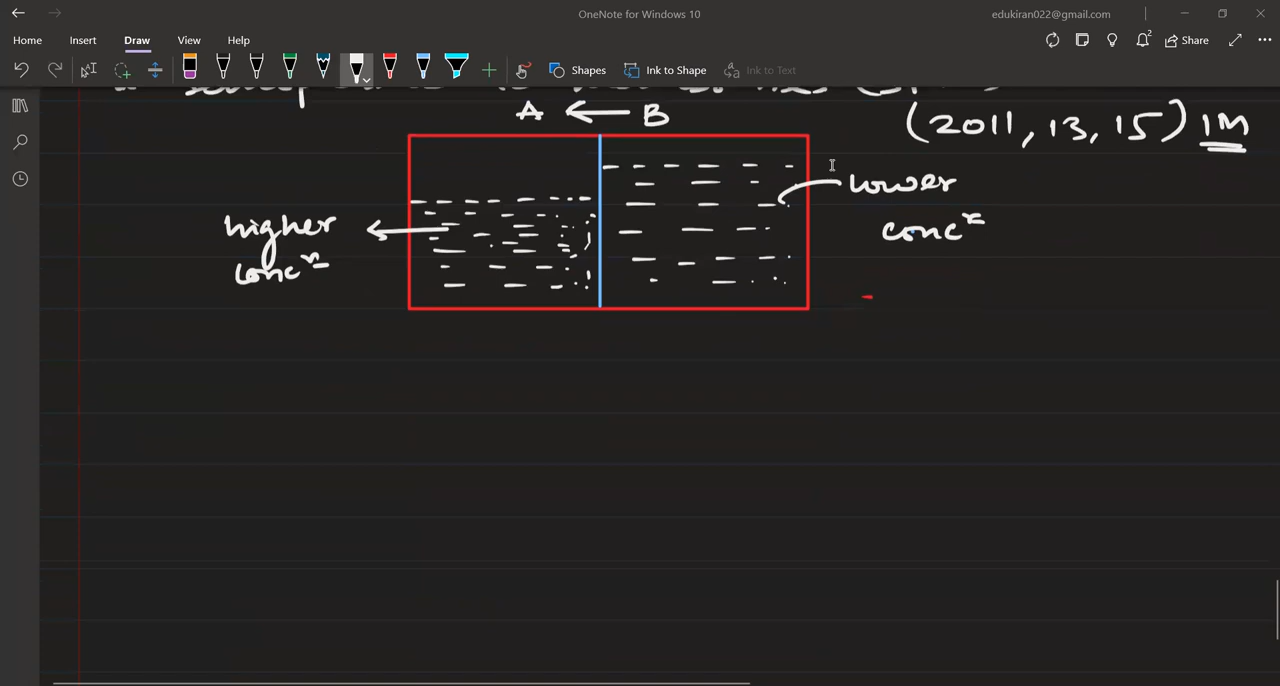 OneNote for Windows 10
edukiran022@gmail.com
Home Insert Draw View Help
Share
Shapes Ink to Shape Ink to Text
A ← B
(2011, 13, 15) 1M
higher
concⁿ
lower
concⁿ